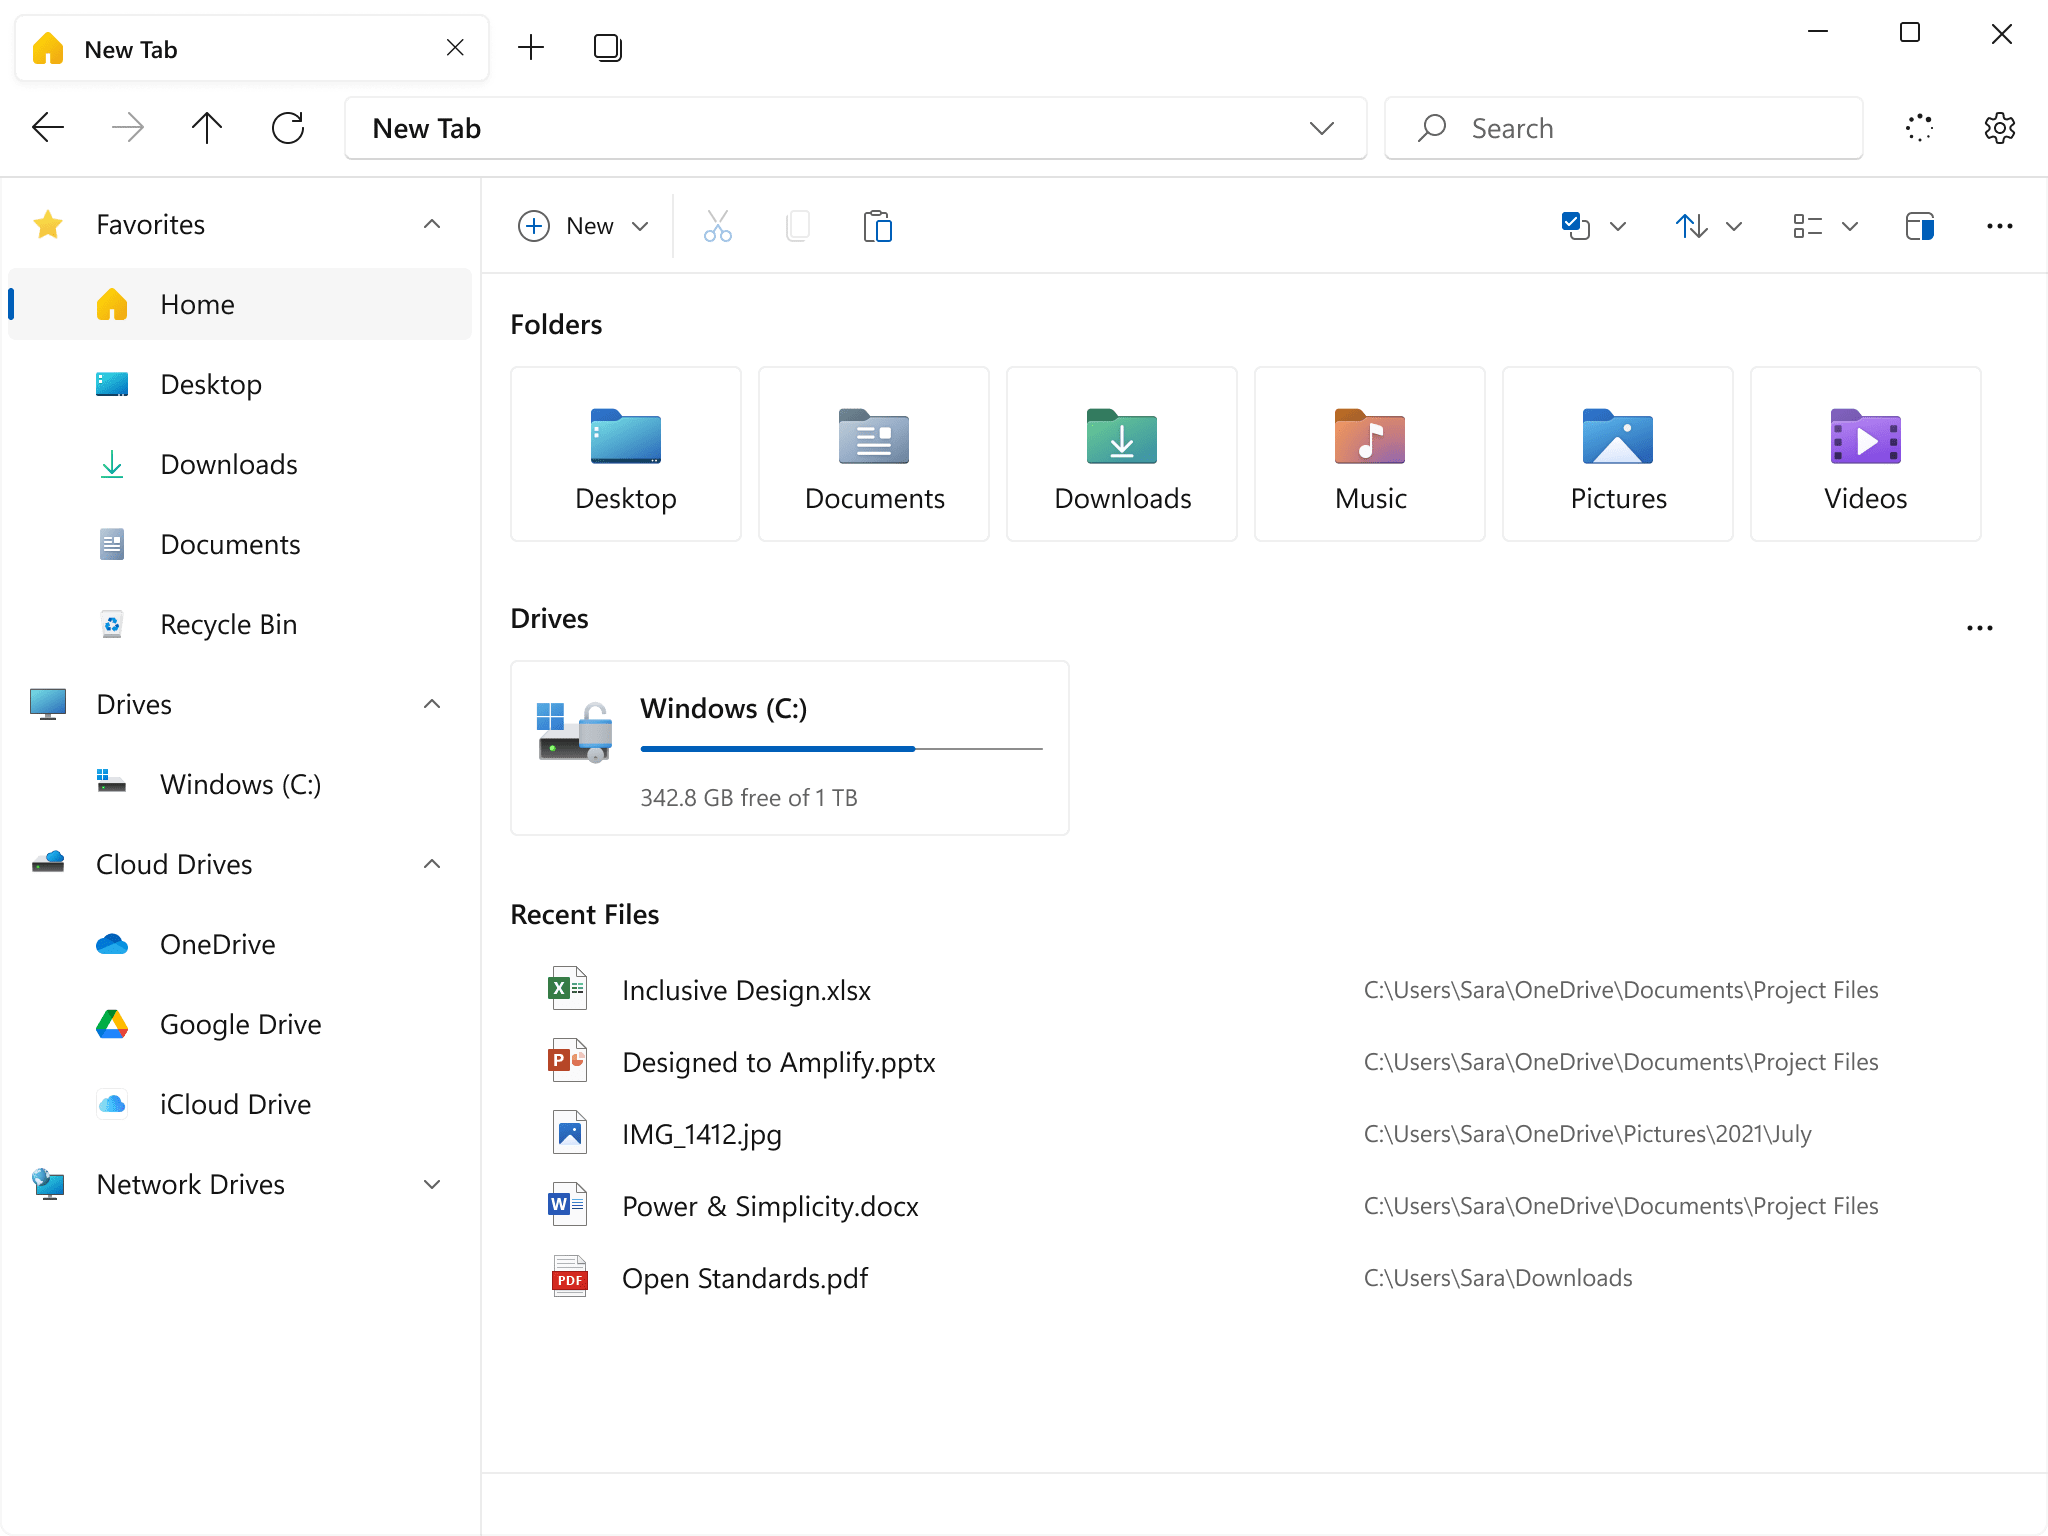 New Tab
New Tab
Search
Favorites
Home
Desktop
Downloads
Documents
Recycle Bin
Drives
Windows (C:)
Cloud Drives
OneDrive
Google Drive
iCloud Drive
Network Drives
New
Folders
Desktop
Documents
Downloads
Music
Pictures
Videos
Drives
Windows (C:)
342.8 GB free of 1 TB
Recent Files
X
Inclusive Design.xlsx
C:\Users\Sara\OneDrive\Documents\Project Files
P
Designed to Amplify.pptx
C:\Users\Sara\OneDrive\Documents\Project Files
IMG_1412.jpg
C:\Users\Sara\OneDrive\Pictures\2021\July
W
Power & Simplicity.docx
C:\Users\Sara\OneDrive\Documents\Project Files
PDF
Open Standards.pdf
C:\Users\Sara\Downloads